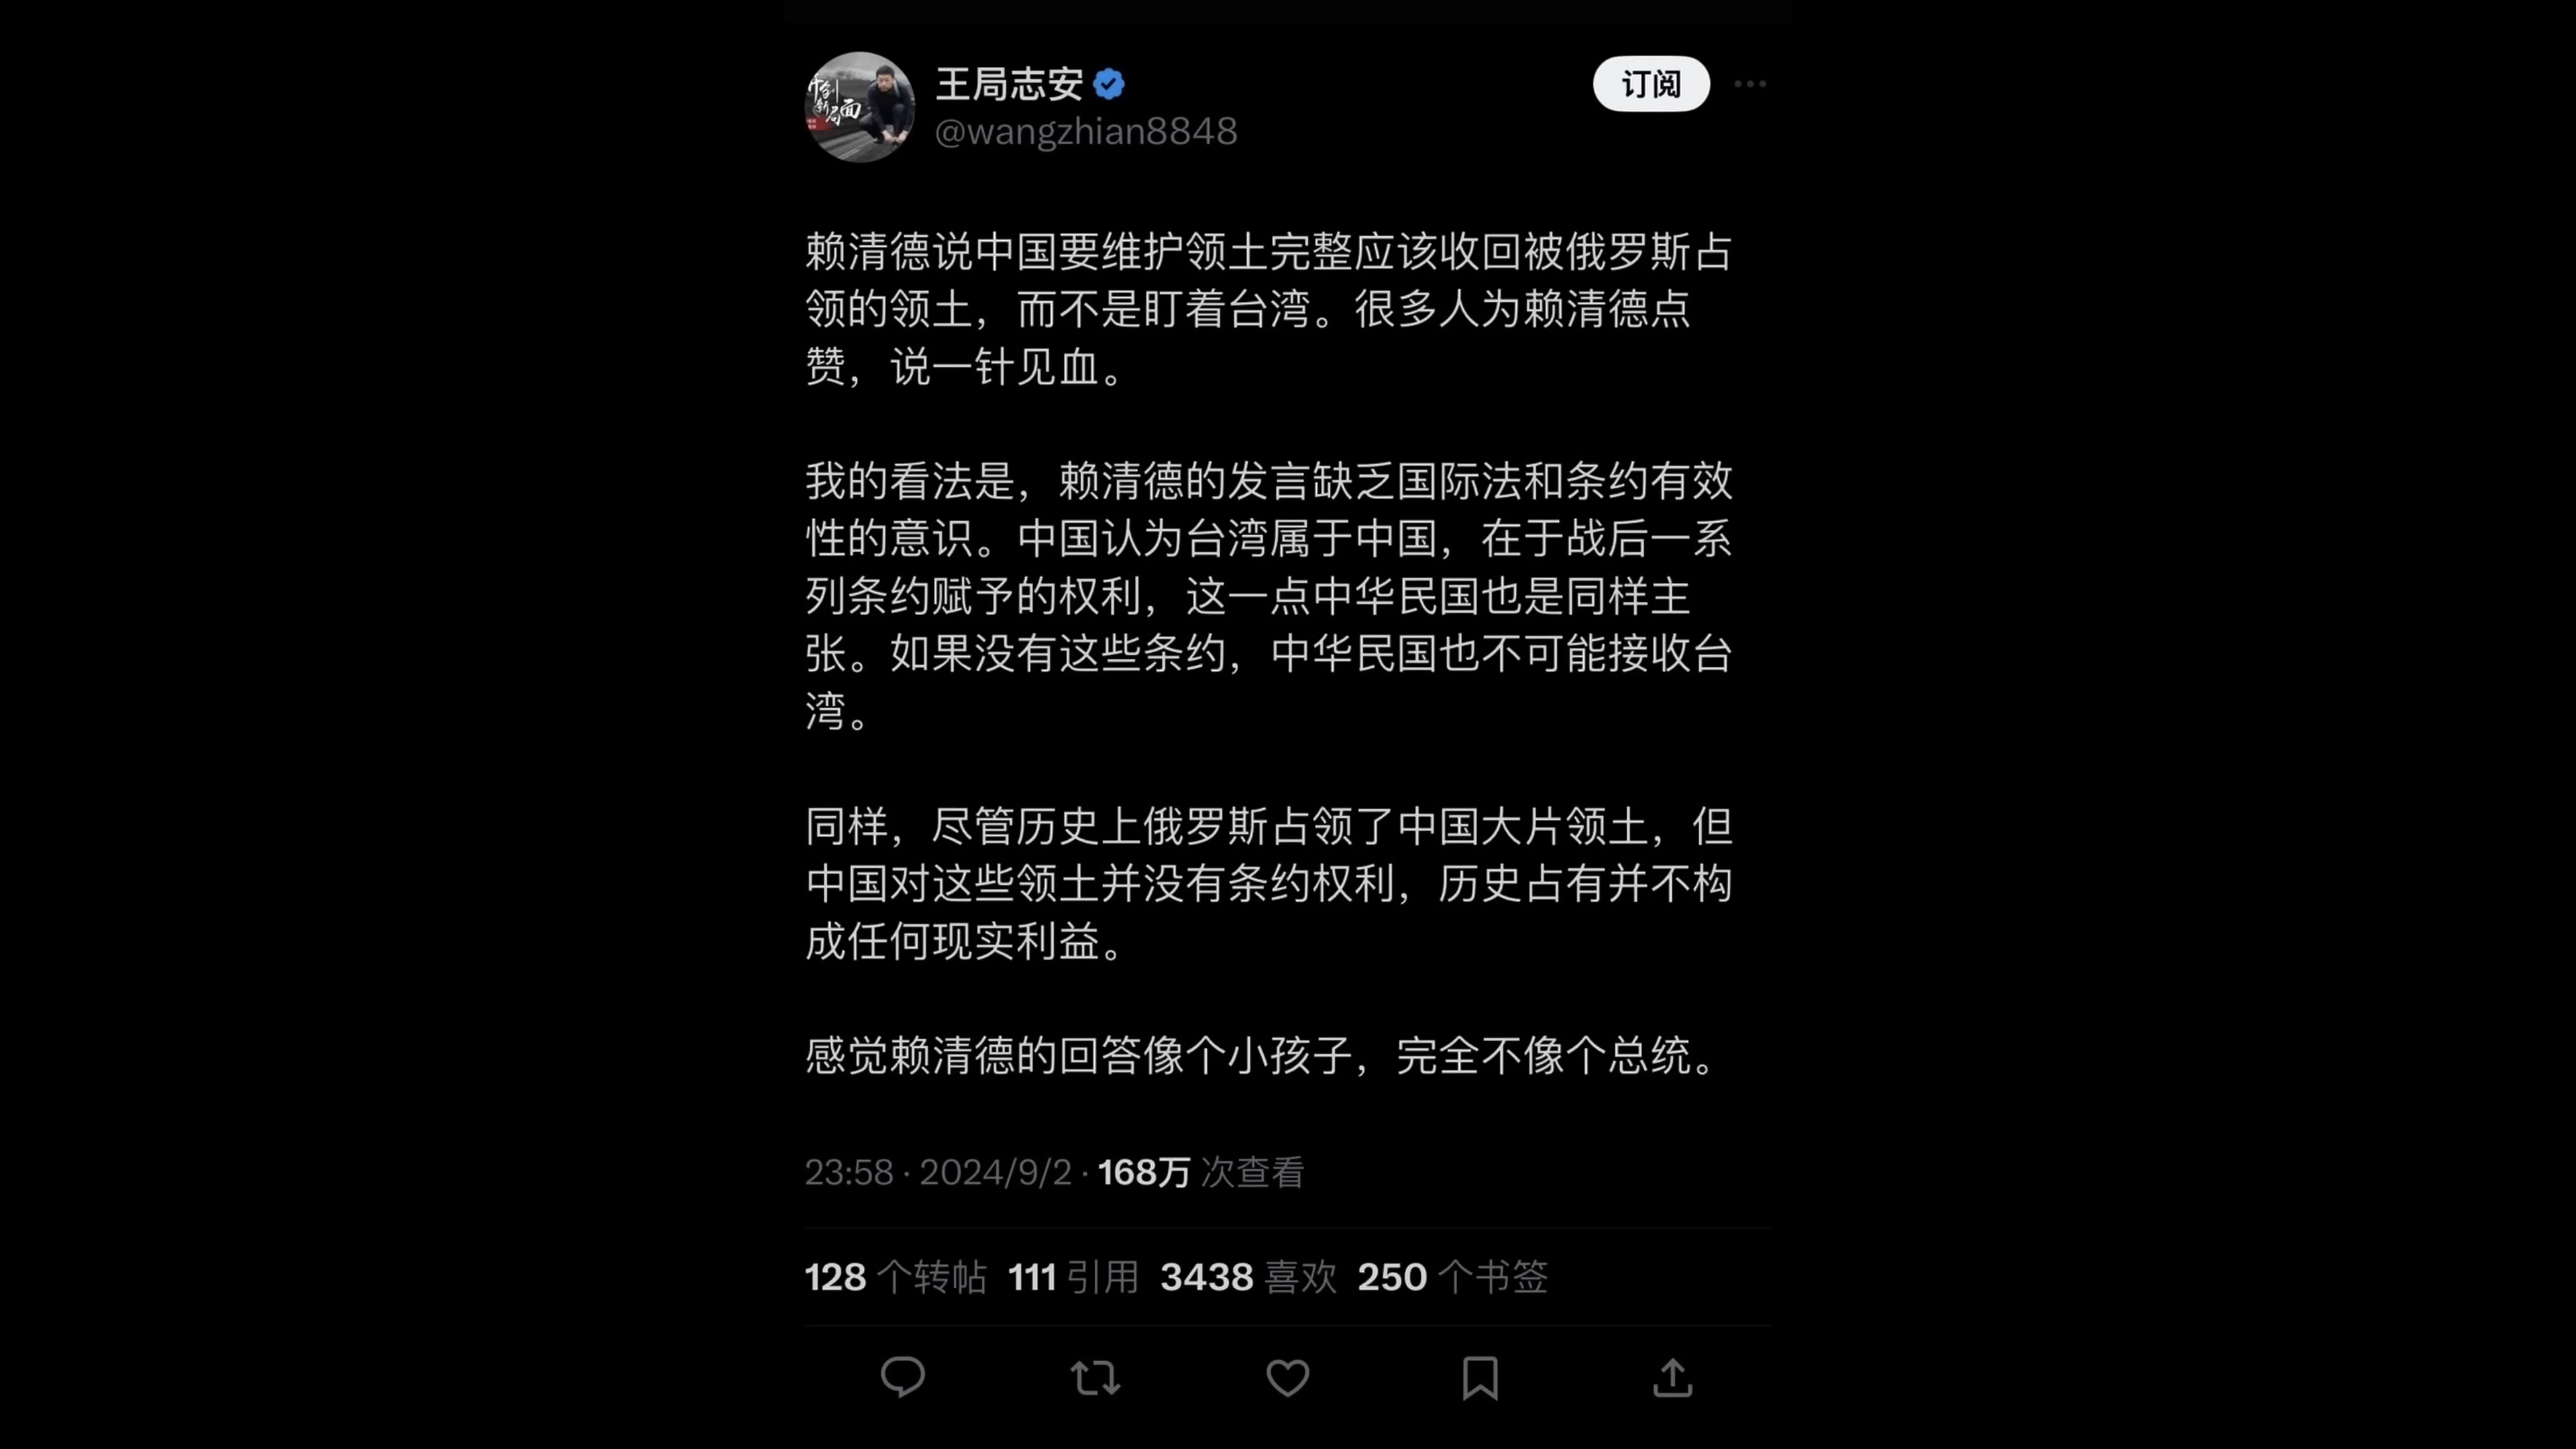 王局志安
@wangzhian8848
订阅
赖清德说中国要维护领土完整应该收回被俄罗斯占
领的领土，而不是盯着台湾。很多人为赖清德点
赞，说一针见血。
我的看法是，赖清德的发言缺乏国际法和条约有效
性的意识。中国认为台湾属于中国，在于战后一系
列条约赋予的权利，这一点中华民国也是同样主
张。如果没有这些条约，中华民国也不可能接收台
湾。
同样，尽管历史上俄罗斯占领了中国大片领土，但
中国对这些领土并没有条约权利，历史占有并不构
成任何现实利益。
感觉赖清德的回答像个小孩子，完全不像个总统。
23:58 · 2024/9/2 · 168万 次查看
128 个转帖 111 引用 3438 喜欢 250 个书签